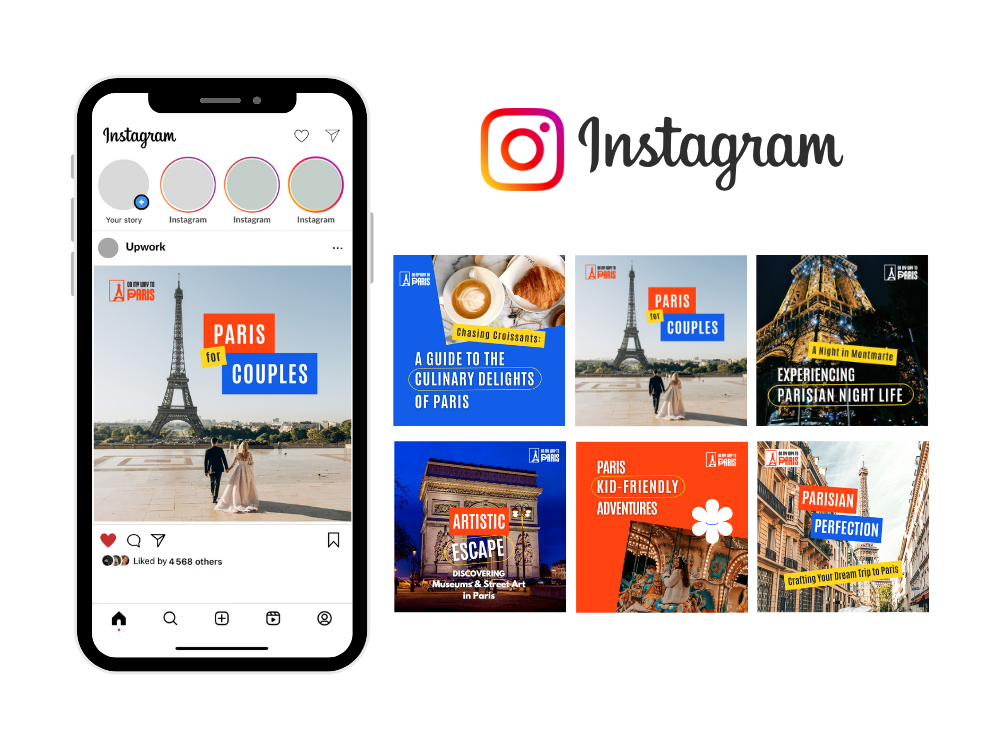 Instagram
Your story
Instagram
Instagram
Instagram
Upwork
ON MY WAY TO
PARIS
PARIS
for
COUPLES
Liked by 4 568 others
Instagram
ON MY WAY TO
PARIS
Chasing Croissants:
A GUIDE TO THE
CULINARY DELIGHTS
OF PARIS
ON MY WAY TO
PARIS
PARIS
for
COUPLES
ON MY WAY TO
PARIS
A Night in Montmarte
EXPERIENCING
PARISIAN NIGHT LIFE
ON MY WAY TO
PARIS
ARTISTIC
ESCAPE
DISCOVERING
Museums & Street Art
in Paris
ON MY WAY TO
PARIS
PARIS
KID-FRIENDLY
ADVENTURES
ON MY WAY TO
PARIS
PARISIAN
PERFECTION
Crafting Your Dream Trip to Paris